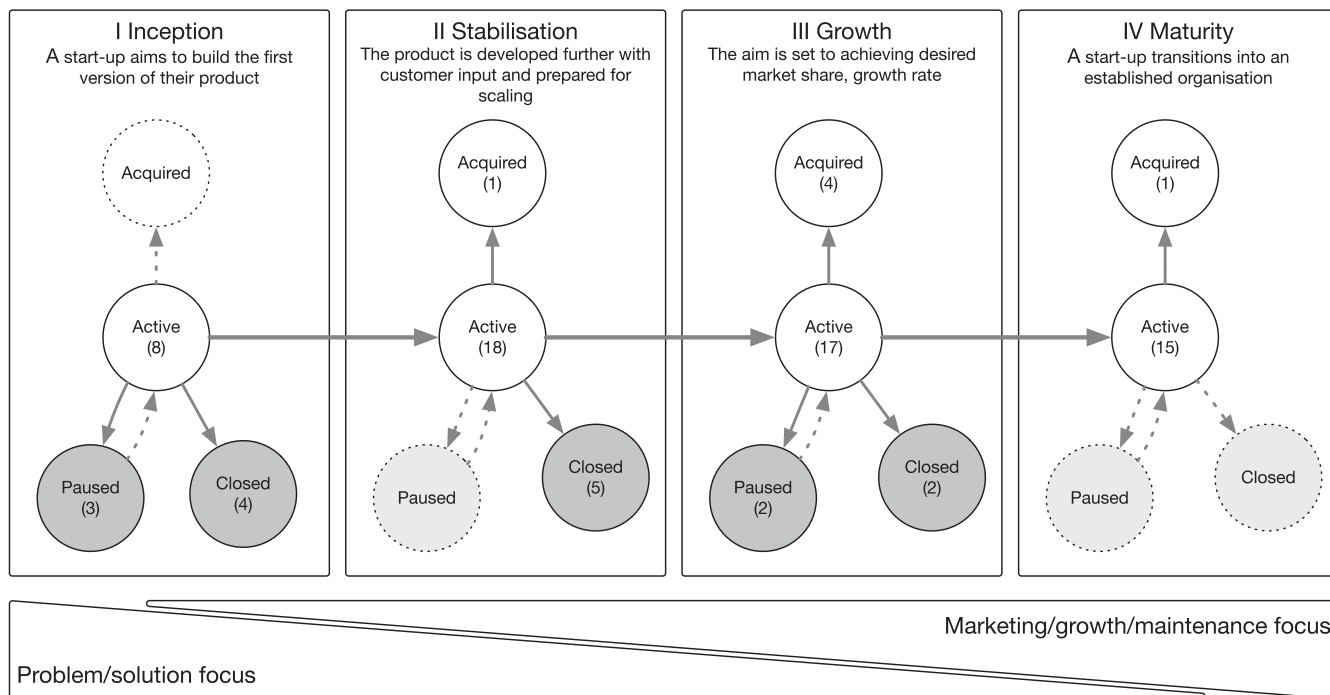 I Inception
A start-up aims to build the first
version of their product
Acquired
Active
(8)
Paused
(3)
Closed
(4)
II Stabilisation
The product is developed further with
customer input and prepared for
scaling
Acquired
(1)
Active
(18)
Paused
Closed
(5)
III Growth
The aim is set to achieving desired
market share, growth rate
Acquired
(4)
Active
(17)
Paused
(2)
Closed
(2)
IV Maturity
A start-up transitions into an
established organisation
Acquired
(1)
Active
(15)
Paused
Closed
Marketing/growth/maintenance focus
Problem/solution focus